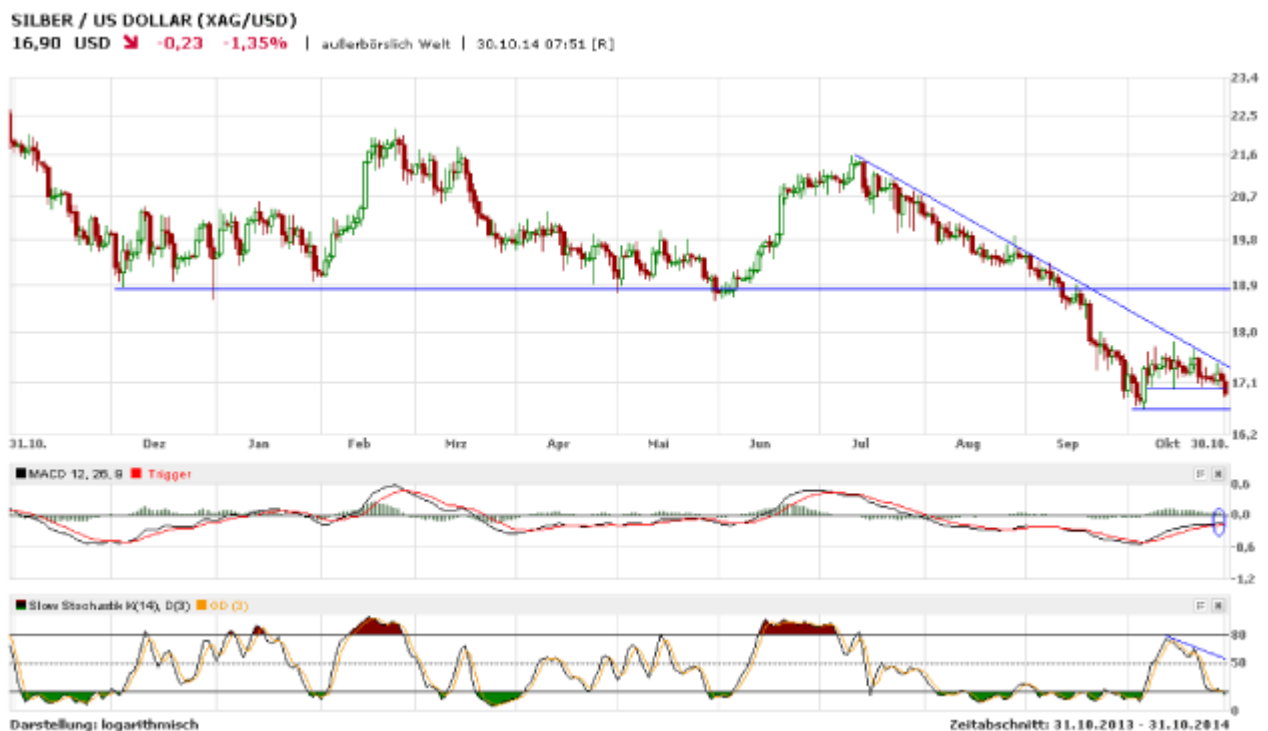 SILBER / US DOLLAR (XAG/USD)
16,90 USD -0,23 -1,35% | außerbörslich Welt | 30.10.14 07:51 [R]
23,4
22,5
21,6
20,7
19,8
18,9
18,0
17,1
16,2
31.10. Dez Jan Feb Mrz Apr Mai Jun Jul Aug Sep Okt 30.10.
MACD 12, 26, 9 Trigger
0,6
0,0
-0,6
-1,2
Slow Stochastik K(14), D(3) OD (3)
80
50
0
Darstellung: logarithmisch Zeitabschnitt: 31.10.2013 - 31.10.2014